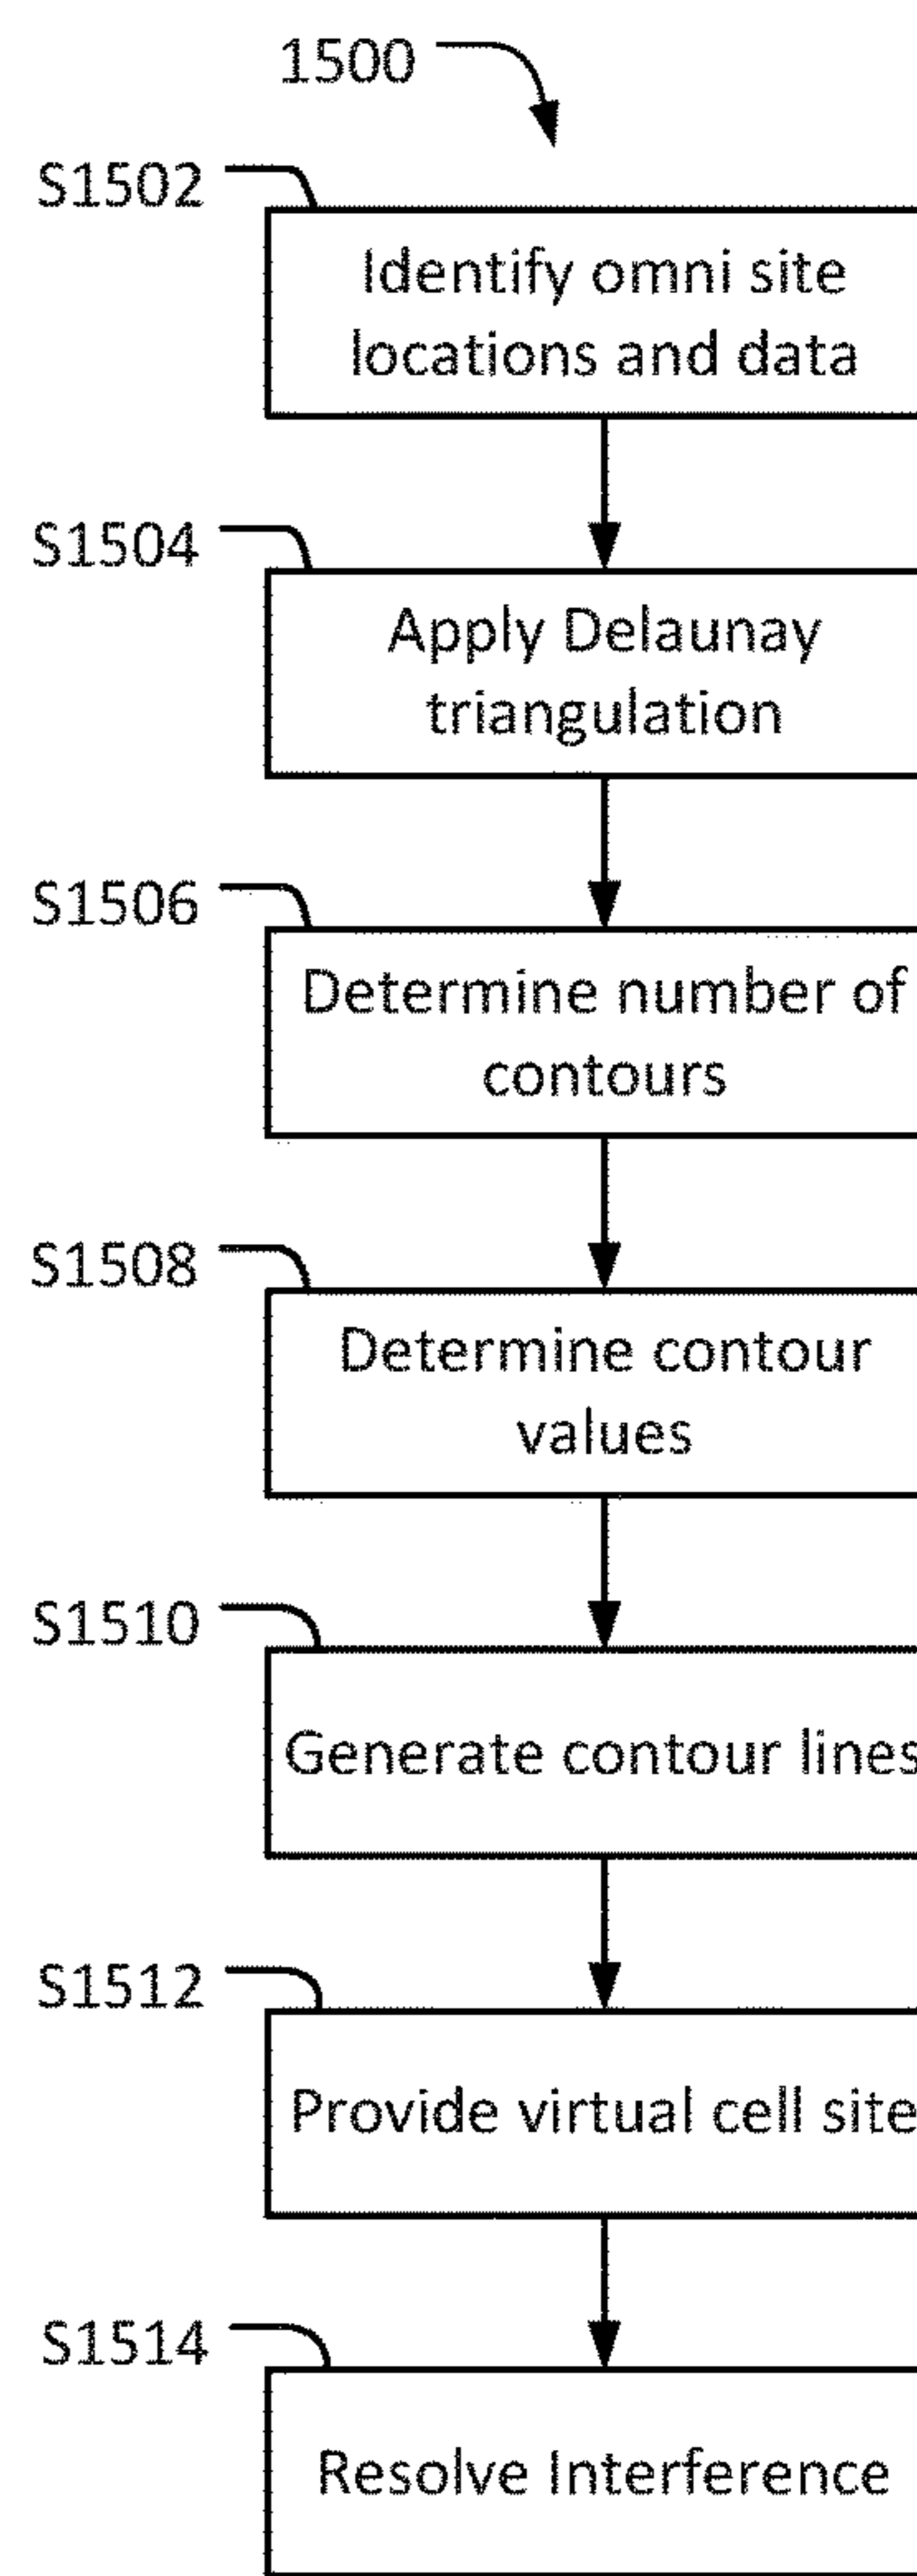 1500
S1502
Identify omni site
locations and data
S1504
Apply Delaunay
triangulation
S1506
Determine number of
contours
S1508
Determine contour
values
S1510
Generate contour lines
S1512
Provide virtual cell site
S1514
Resolve Interference